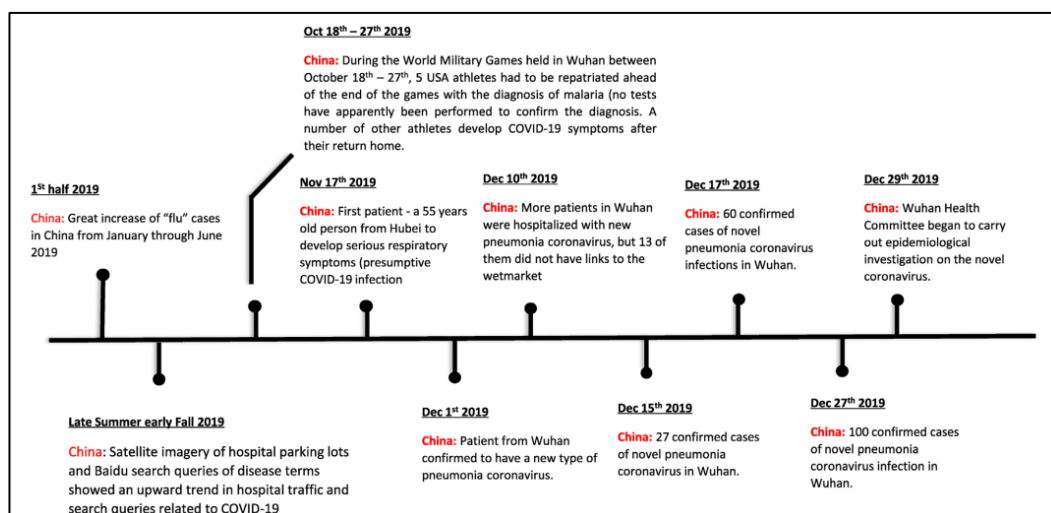 Oct 18th – 27th 2019
China: During the World Military Games held in Wuhan between
October 18th – 27th, 5 USA athletes had to be repatriated ahead
of the end of the games with the diagnosis of malaria (no tests
have apparently been performed to confirm the diagnosis. A
number of other athletes develop COVID-19 symptoms after
their return home.
1St half 2019
China: Great increase of “flu” cases
in China from January through June
2019
Nov 17th 2019
China: First patient - a 55 years
old person from Hubei to
develop serious respiratory
symptoms (presumptive
COVID-19 infection
Dec 10th 2019
China: More patients in Wuhan
were hospitalized with new
pneumonia coronavirus, but 13 of
them did not have links to the
wetmarket
Dec 17th 2019
China: 60 confirmed
cases of novel
pneumonia coronavirus
infections in Wuhan.
Dec 29th 2019
China: Wuhan Health
Committee began to carry
out epidemiological
investigation on the novel
coronavirus.
Late Summer early Fall 2019
China: Satellite imagery of hospital parking lots
and Baidu search queries of disease terms
showed an upward trend in hospital traffic and
search queries related to COVID-19
Dec 1st 2019
China: Patient from Wuhan
confirmed to have a new type of
pneumonia coronavirus.
Dec 15th 2019
China: 27 confirmed cases
of novel pneumonia
coronavirus in Wuhan.
Dec 27th 2019
China: 100 confirmed cases
of novel pneumonia
coronavirus infection in
Wuhan.